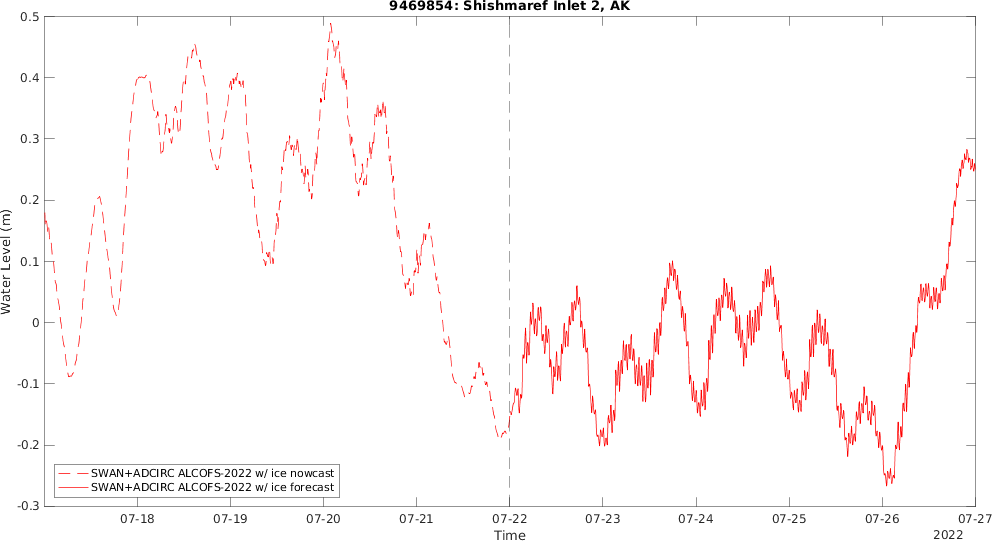 9469854: Shishmaref Inlet 2, AK
Water Level (m)
0.5
0.4
0.3
0.2
0.1
0
-0.1
-0.2
-0.3
SWAN+ADCIRC ALCOFS-2022 w/ ice nowcast
SWAN+ADCIRC ALCOFS-2022 w/ ice forecast
07-18 07-19 07-20 07-21 07-22 07-23 07-24 07-25 07-26 07-27
Time
2022